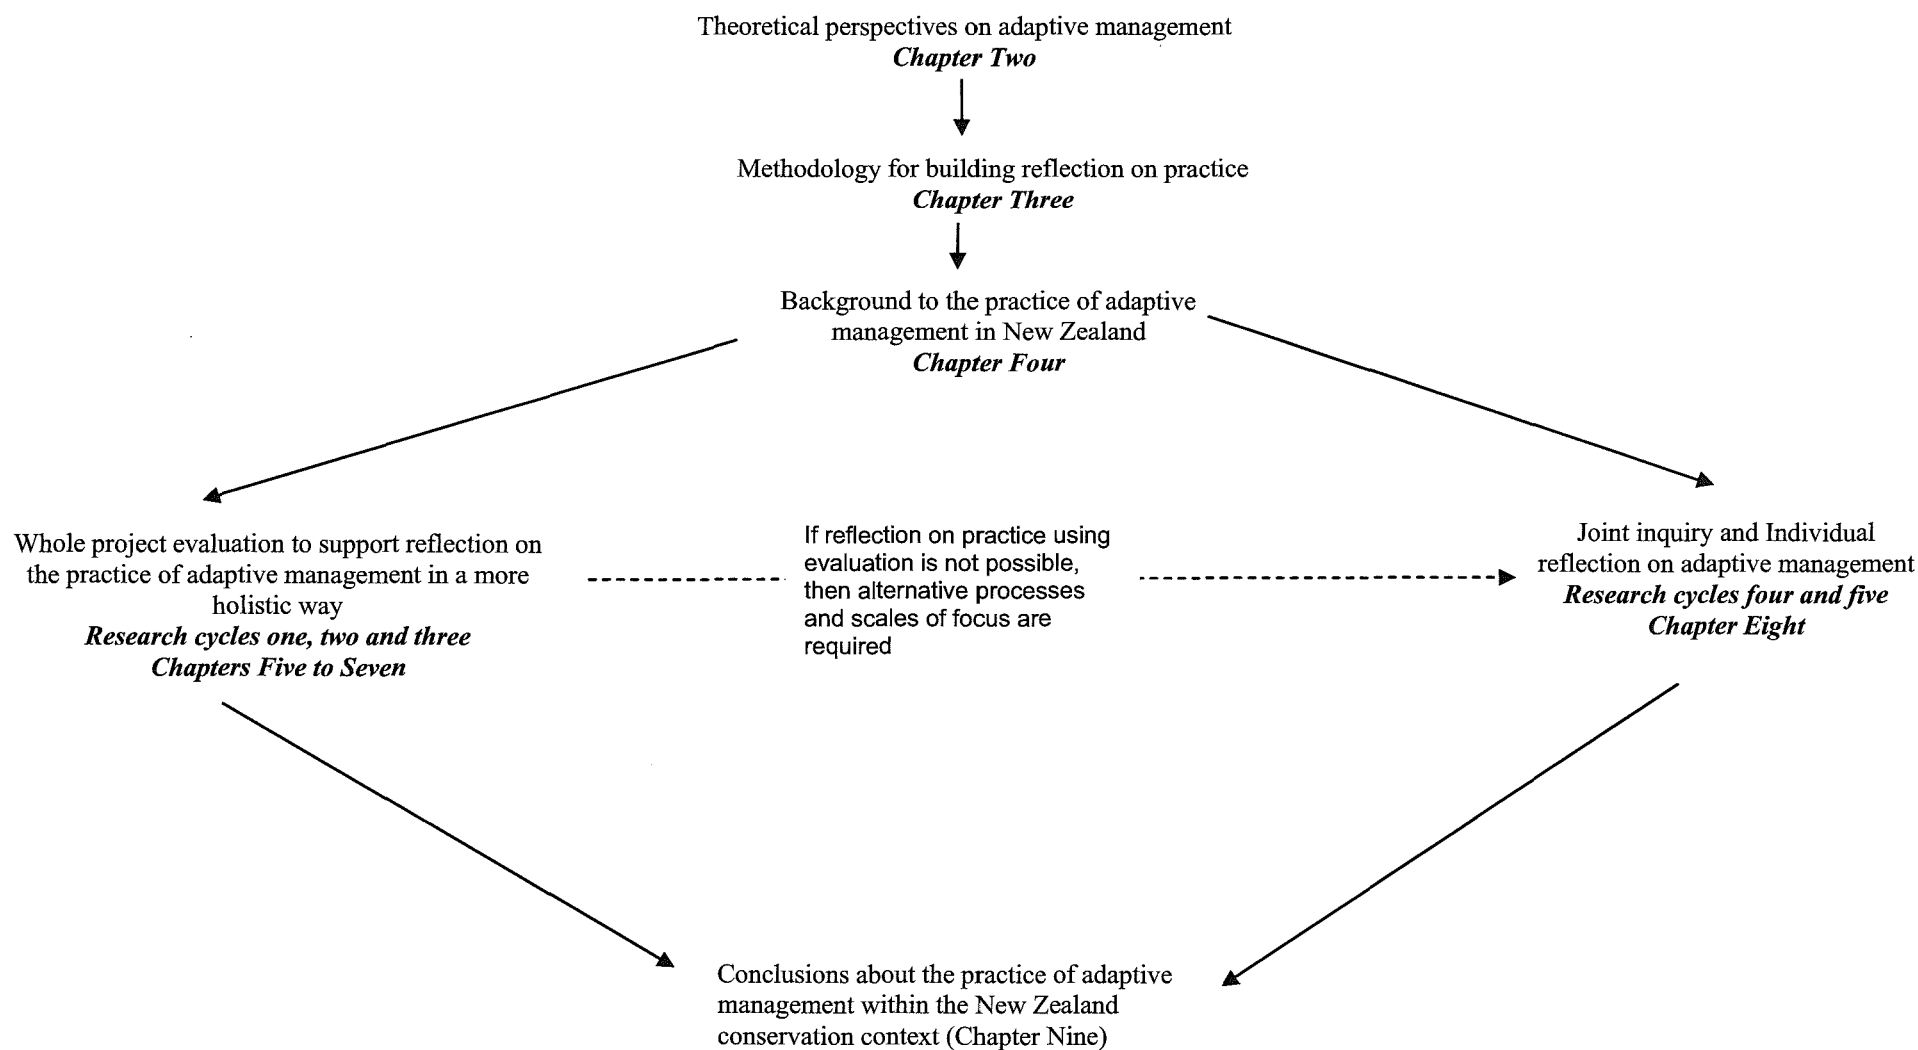 Theoretical perspectives on adaptive management
Chapter Two
Methodology for building reflection on practice
Chapter Three
Background to the practice of adaptive
management in New Zealand
Chapter Four
Whole project evaluation to support reflection on
the practice of adaptive management in a more
holistic way
Research cycles one, two and three
Chapters Five to Seven
If reflection on practice using
evaluation is not possible,
then alternative processes
and scales of focus are
required
Joint inquiry and Individual
reflection on adaptive management
Research cycles four and five
Chapter Eight
Conclusions about the practice of adaptive
management within the New Zealand
conservation context (Chapter Nine)